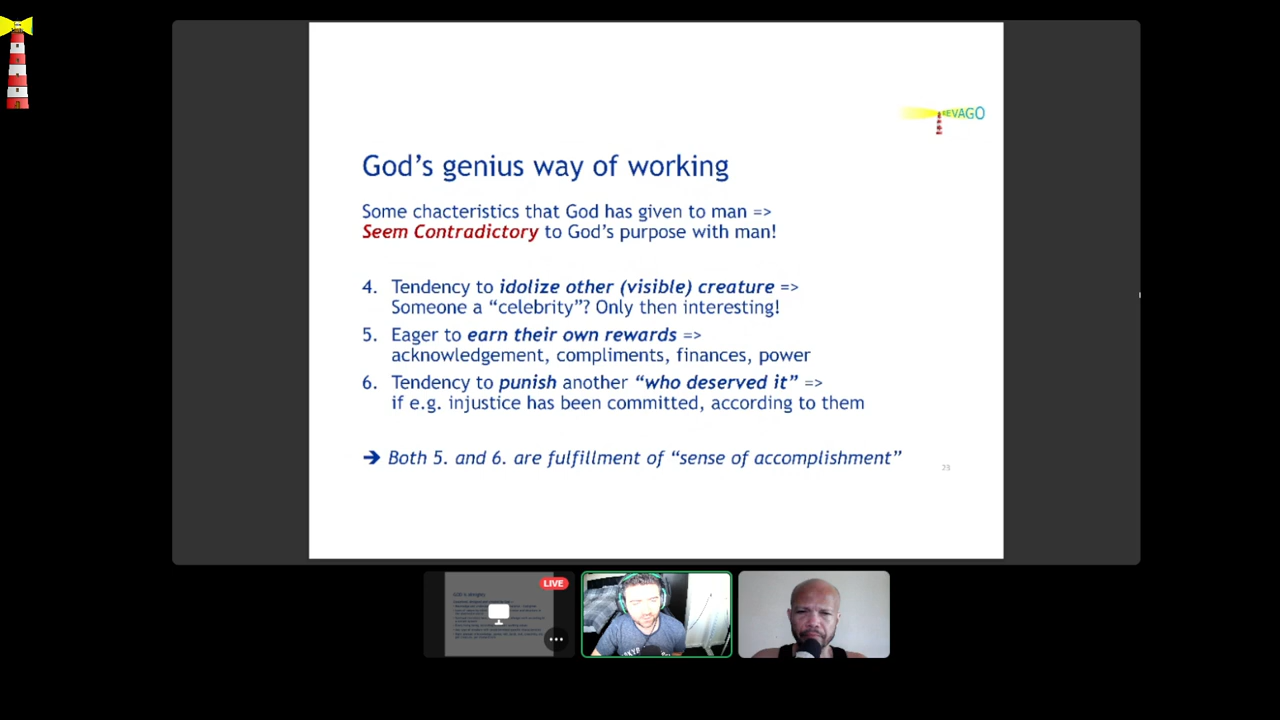 TEVAGO
God's genius way of working
Some chacteristics that God has given to man =>
Seem Contradictory to God's purpose with man!
4. Tendency to idolize other (visible) creature =>
Someone a “celebrity”? Only then interesting!
5. Eager to earn their own rewards =>
acknowledgement, compliments, finances, power
6. Tendency to punish another “who deserved it” =>
if e.g. injustice has been committed, according to them
➔ Both 5. and 6. are fulfillment of “sense of accomplishment”
23
LIVE